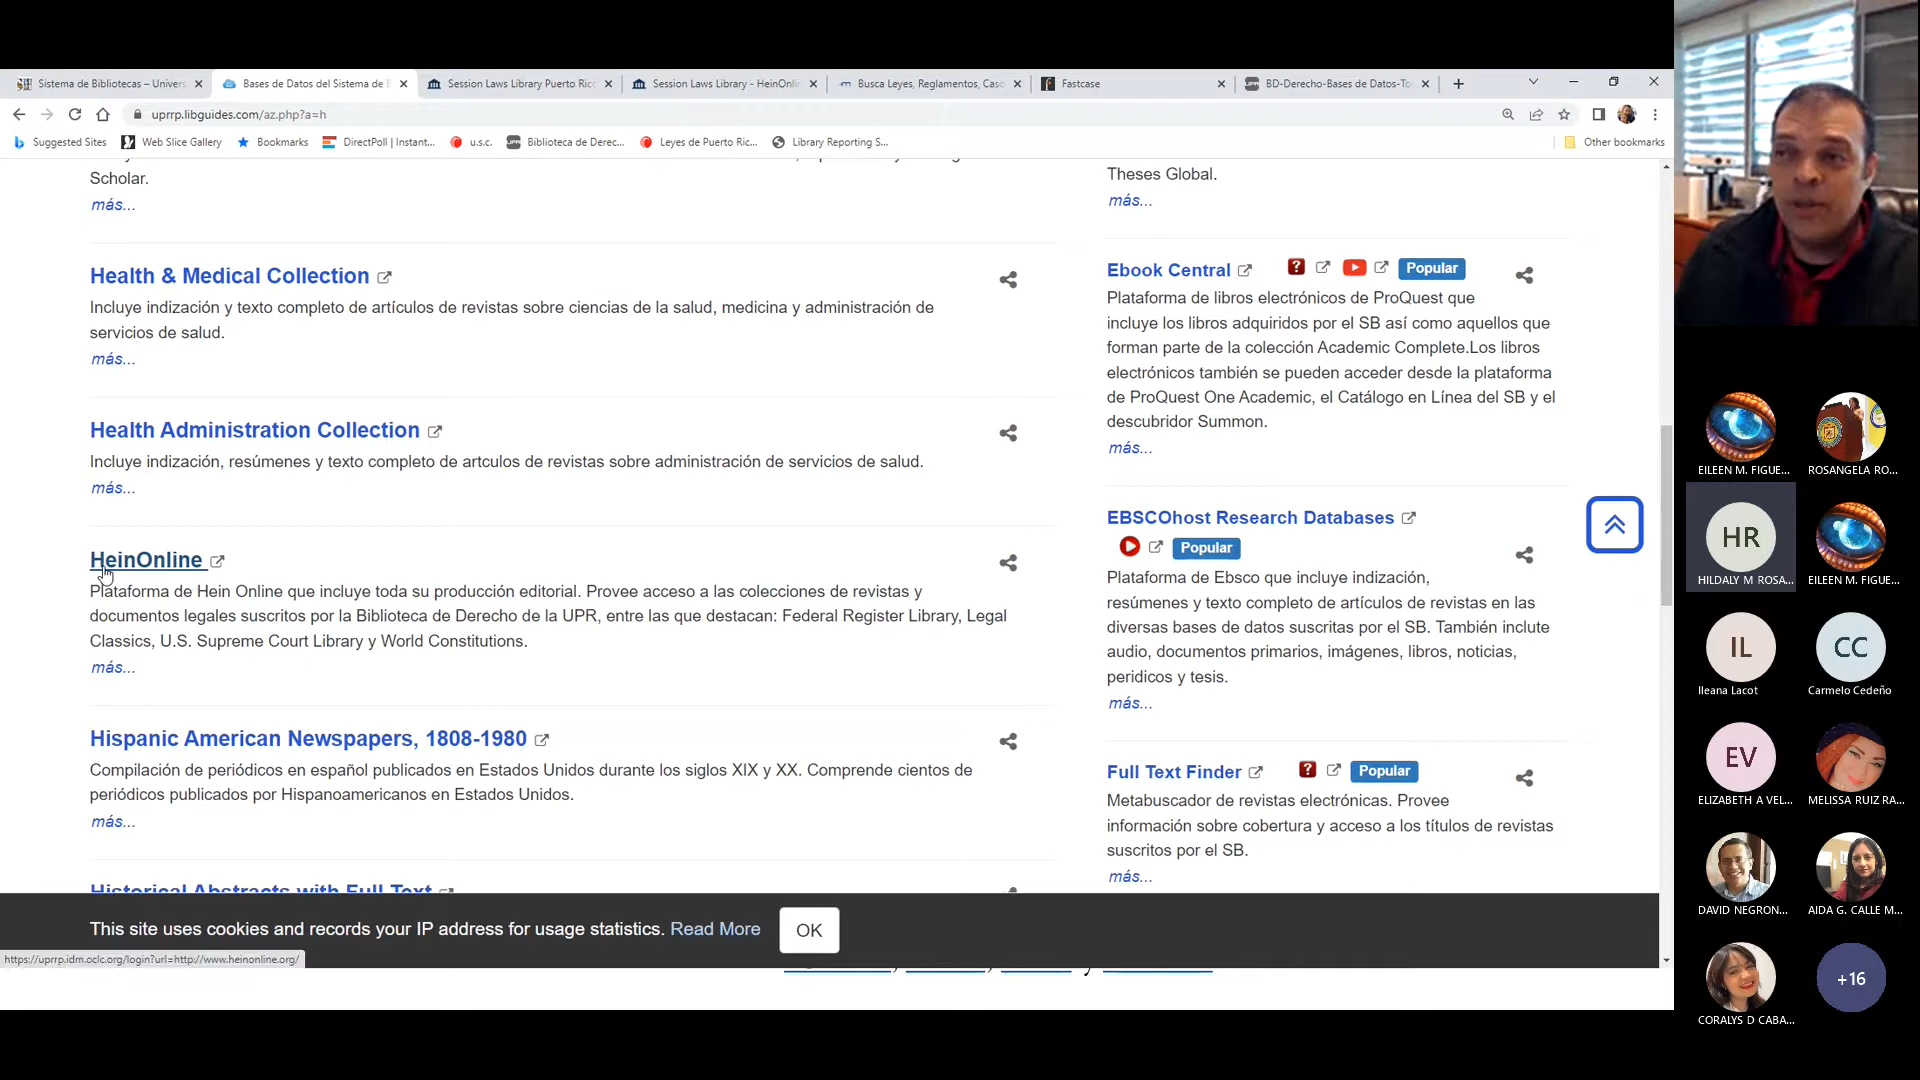 Sistema de Bibliotecas – Univers
Bases de Datos del Sistema de B
Session Laws Library Puerto Ricc
Session Laws Library - HeinOnli
Busca Leyes, Reglamentos, Caso
Fastcase
BD-Derecho-Bases de Datos-To
uprrp.libguides.com/az.php?a=h
Suggested Sites
Web Slice Gallery
Bookmarks
DirectPoll | Instant...
u.s.c.
Biblioteca de Derec...
Leyes de Puerto Ric...
Library Reporting S...
Other bookmarks
Scholar.
más...
Health & Medical Collection
Incluye indización y texto completo de artículos de revistas sobre ciencias de la salud, medicina y administración de
servicios de salud.
más...
Health Administration Collection
Incluye indización, resúmenes y texto completo de artculos de revistas sobre administración de servicios de salud.
más...
HeinOnline
Plataforma de Hein Online que incluye toda su producción editorial. Provee acceso a las colecciones de revistas y
documentos legales suscritos por la Biblioteca de Derecho de la UPR, entre las que destacan: Federal Register Library, Legal
Classics, U.S. Supreme Court Library y World Constitutions.
más...
Hispanic American Newspapers, 1808-1980
Compilación de periódicos en español publicados en Estados Unidos durante los siglos XIX y XX. Comprende cientos de
periódicos publicados por Hispanoamericanos en Estados Unidos.
más...
Historical Abstracts with Full Text
Theses Global.
más...
Ebook Central
Popular
Plataforma de libros electrónicos de ProQuest que
incluye los libros adquiridos por el SB así como aquellos que
forman parte de la colección Academic Complete.Los libros
electrónicos también se pueden acceder desde la plataforma
de ProQuest One Academic, el Catálogo en Línea del SB y el
descubridor Summon.
más...
EBSCOhost Research Databases
Popular
Plataforma de Ebsco que incluye indización,
resúmenes y texto completo de artículos de revistas en las
diversas bases de datos suscritas por el SB. También inclute
audio, documentos primarios, imágenes, libros, noticias,
peridicos y tesis.
más...
Full Text Finder
Popular
Metabuscador de revistas electrónicas. Provee
información sobre cobertura y acceso a los títulos de revistas
suscritos por el SB.
más...
This site uses cookies and records your IP address for usage statistics. Read More
OK
https://uprrp.idm.oclc.org/login?url=http://www.heinonline.org/
EILEEN M. FIGUE...
ROSANGELA RO...
HR
HILDALY M ROSA...
EILEEN M. FIGUE...
IL
Ileana Lacot
CC
Carmelo Cedeño
EV
ELIZABETH A VEL...
MELISSA RUIZ RA...
DAVID NEGRON...
AIDA G. CALLE M...
CORALYS D CABA...
+16